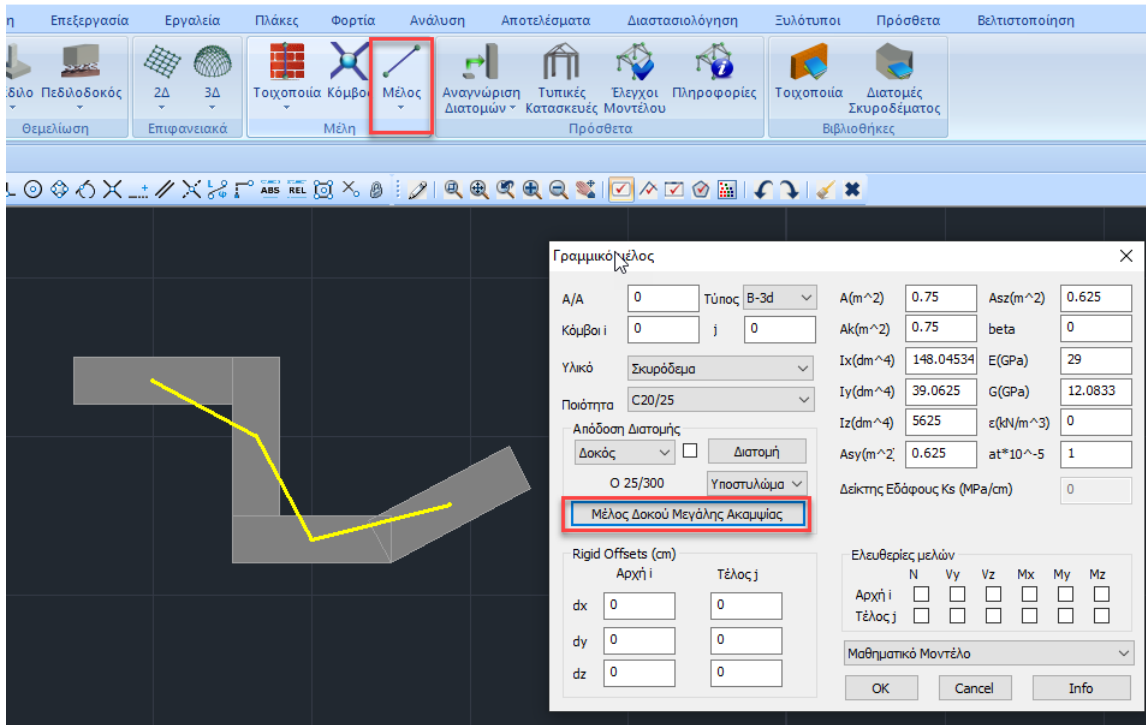 η Επεξεργασία Εργαλεία Πλάκες Φορτία Ανάλυση Αποτελέσματα Διαστασιολόγηση Ξυλότυποι Πρόσθετα Βελτιστοποίηση
διλο Πεδιλοδοκός 2Δ 3Δ Τοιχοποιία Κόμβοι Μέλος Αναγνώριση Τυπικές Έλεγχοι Πληροφορίες Τοιχοποιία Διατομές
Διατομών Κατασκευές Μοντέλου Σκυροδέματος
Θεμελίωση Επιφανειακά Μέλη Πρόσθετα Βιβλιοθήκες
ABS REL
Γραμμικό μέλος
Α/Α 0 Τύπος B-3d A(m^2) 0.75 Asz(m^2) 0.625
Κόμβοι i 0 j 0 Ak(m^2) 0.75 beta 0
Υλικό Σκυρόδεμα Ix(dm^4) 148.04534 E(GPa) 29
Ποιότητα C20/25 Iy(dm^4) 39.0625 G(GPa) 12.0833
Απόδοση Διατομής Iz(dm^4) 5625 ε(kN/m^3) 0
Δοκός Διατομή Asy(m^2) 0.625 at*10^-5 1
Ο 25/300 Υποστυλώμα Δείκτης Εδάφους Ks (MPa/cm) 0
Μέλος Δοκού Μεγάλης Ακαμψίας
Rigid Offsets (cm) Ελευθερίες μελών
Αρχή i Τέλος j N Vy Vz Mx My Mz
dx 0 0 Αρχή i
Τέλος j
dy 0 0
Μαθηματικό Μοντέλο
dz 0 0
OK Cancel Info